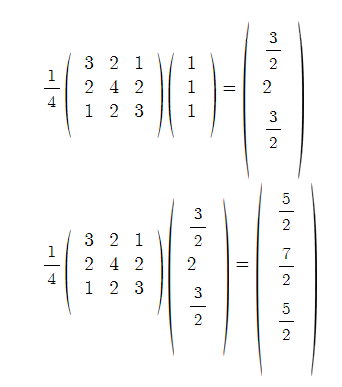 1/4 ( 3 2 1 ; 2 4 2 ; 1 2 3 ) ( 1 ; 1 ; 1 ) = ( 3/2 ; 2 ; 3/2 )
1/4 ( 3 2 1 ; 2 4 2 ; 1 2 3 ) ( 3/2 ; 2 ; 3/2 ) = ( 5/2 ; 7/2 ; 5/2 )